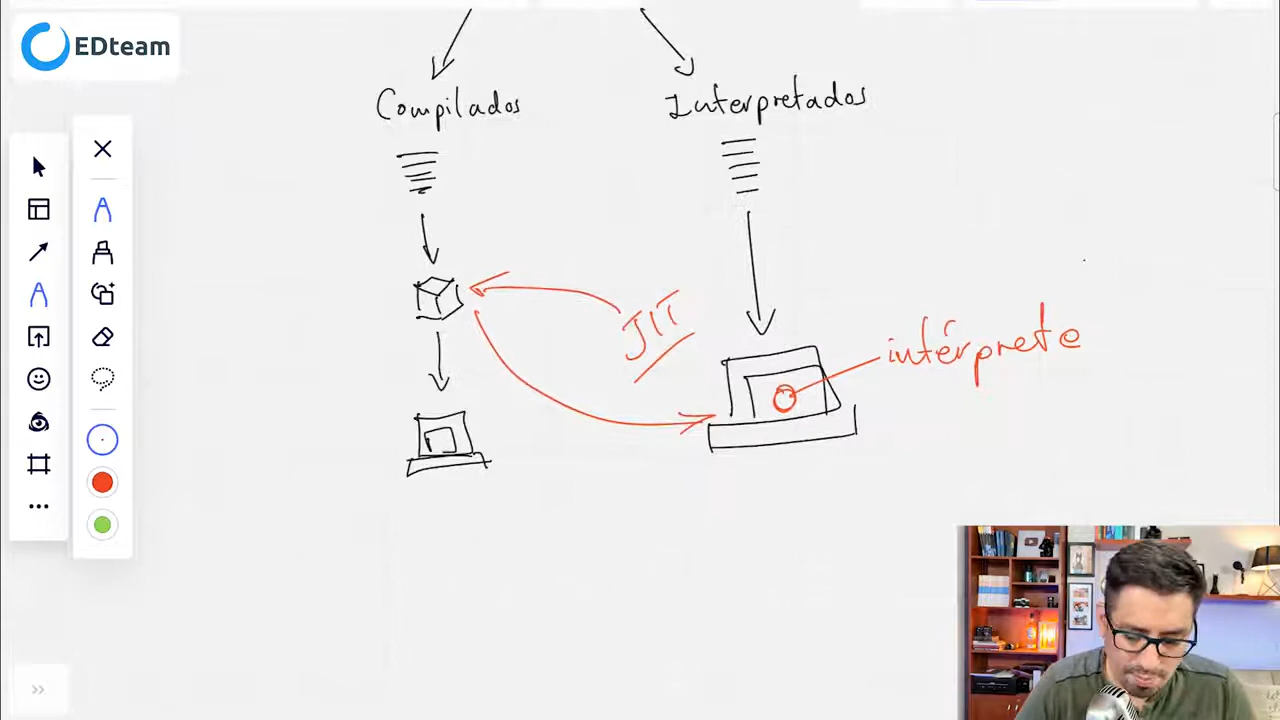 EDteam
Compilados
Interpretados
JIT
intérprete